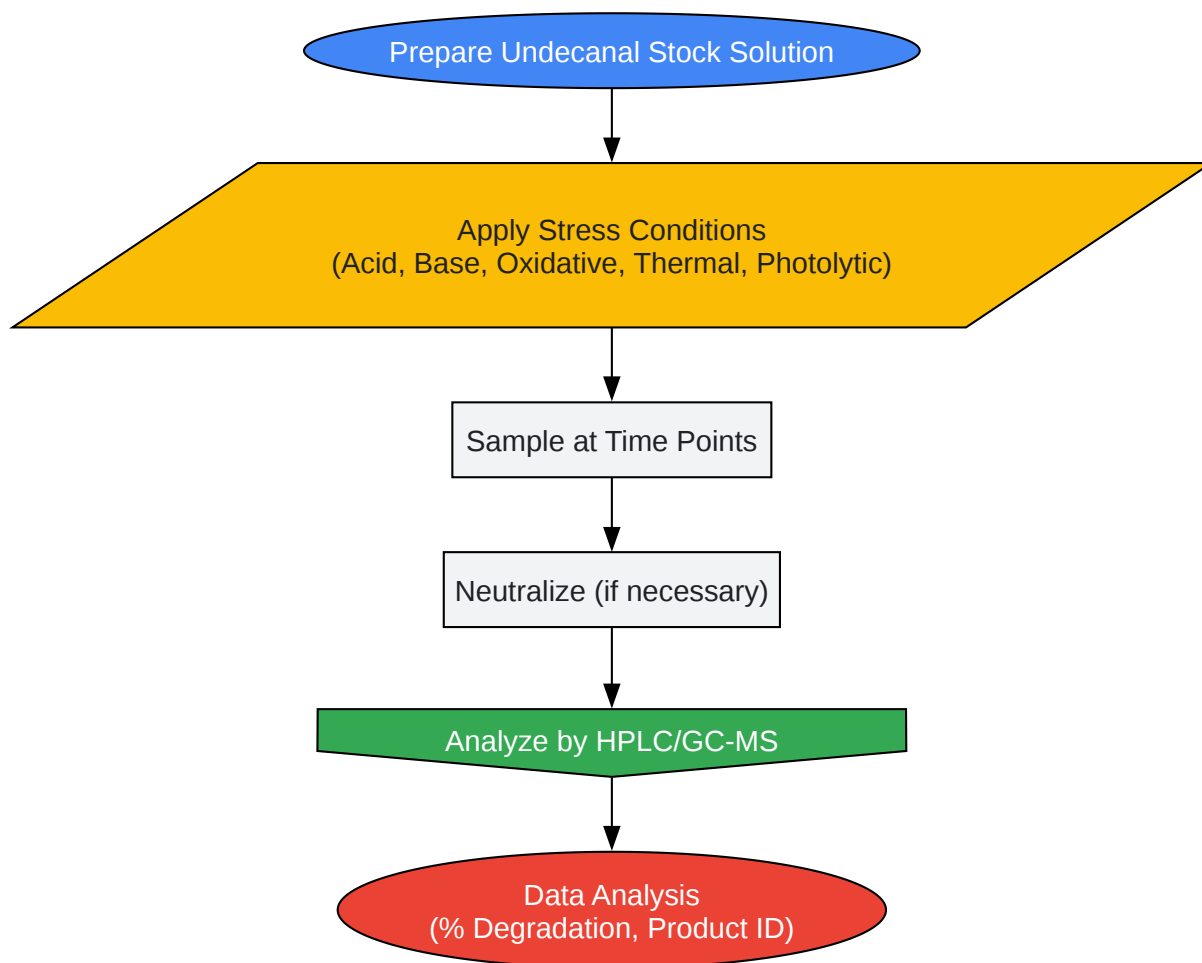 Prepare Undecanal Stock Solution
Apply Stress Conditions
(Acid, Base, Oxidative, Thermal, Photolytic)
Sample at Time Points
Neutralize (if necessary)
Analyze by HPLC/GC-MS
Data Analysis
(% Degradation, Product ID)